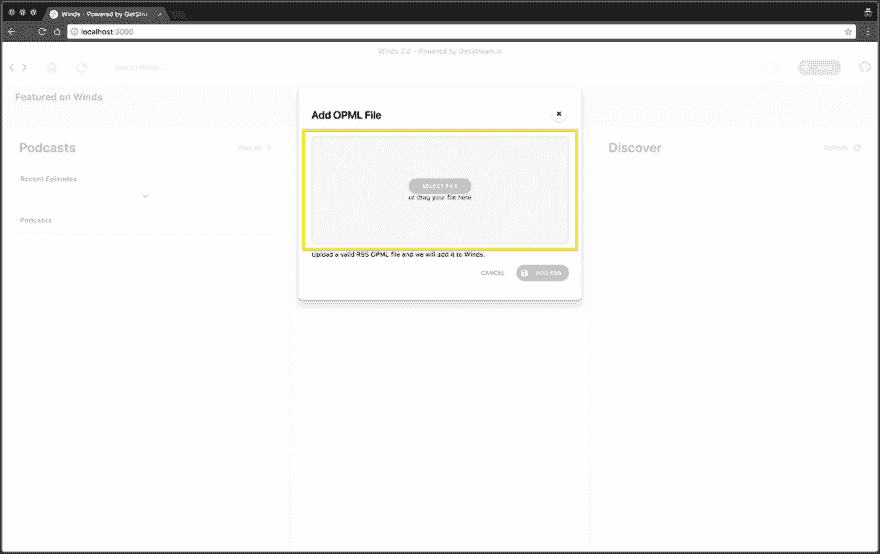 Winds - Powered by GetStre
localhost:3000
Winds 2.0 – Powered by GetStream.io
Search Winds...
Featured on Winds
Add OPML File
Podcasts
View all
Discover
Refresh
Recent Episodes
SELECT FILE
or drag your file here
Podcasts
Upload a valid RSS OPML file and we will add it to Winds.
CANCEL